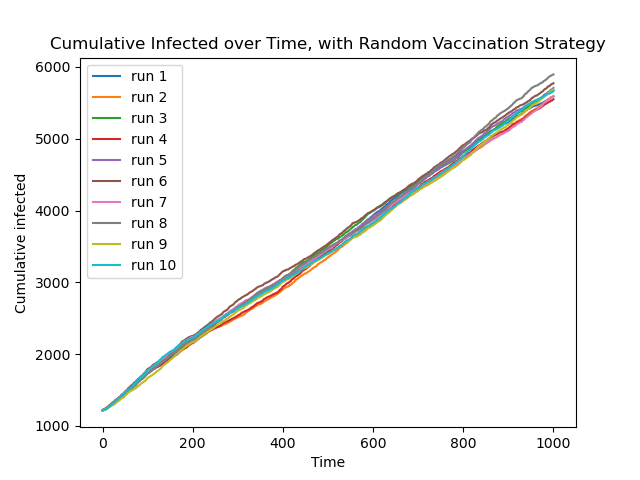 Cumulative Infected over Time, with Random Vaccination Strategy
6000
5000
4000
3000
2000
1000
Cumulative infected
run 1
run 2
run 3
run 4
run 5
run 6
run 7
run 8
run 9
run 10
0 200 400 600 800 1000
Time